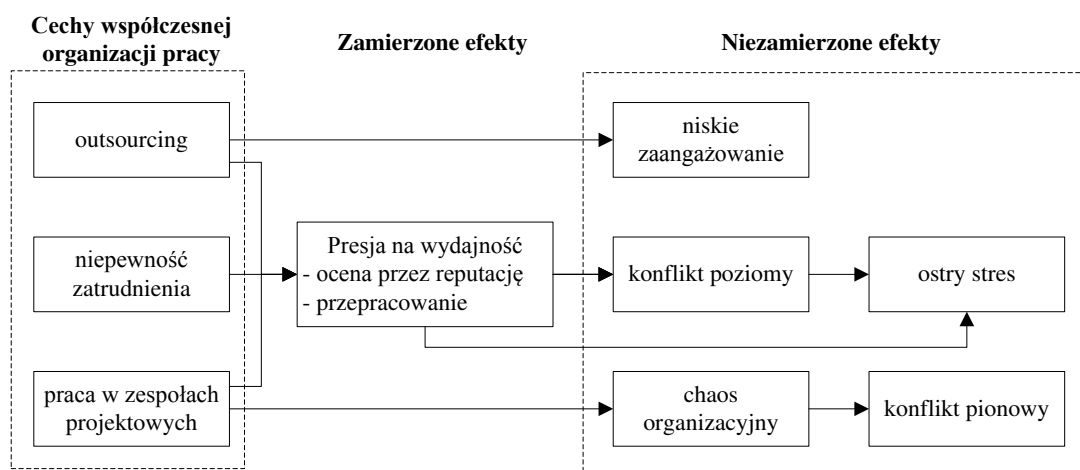 Cechy współczesnej
organizacji pracy
Zamierzone efekty
Niezamierzone efekty
outsourcing
niskie
zaangażowanie
niepewność
zatrudnienia
Presja na wydajność
- ocena przez reputację
- przepracowanie
konflikt poziomy
ostry stres
praca w zespołach
projektowych
chaos
organizacyjny
konflikt pionowy